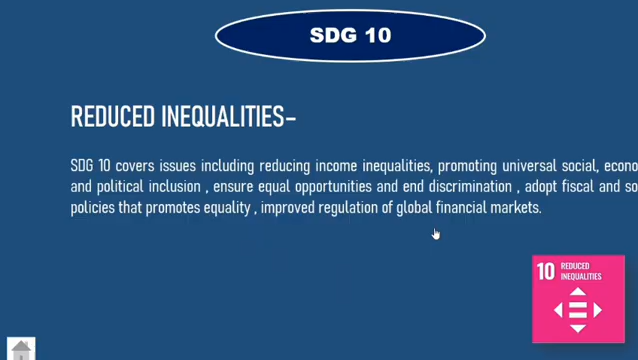 SDG 10
REDUCED INEQUALITIES-
SDG 10 covers issues including reducing income inequalities, promoting universal social,
and political inclusion , ensure equal opportunities and end discrimination , adopt fiscal and
policies that promotes equality , improved regulation of global financial markets.
10 REDUCED
INEQUALITIES